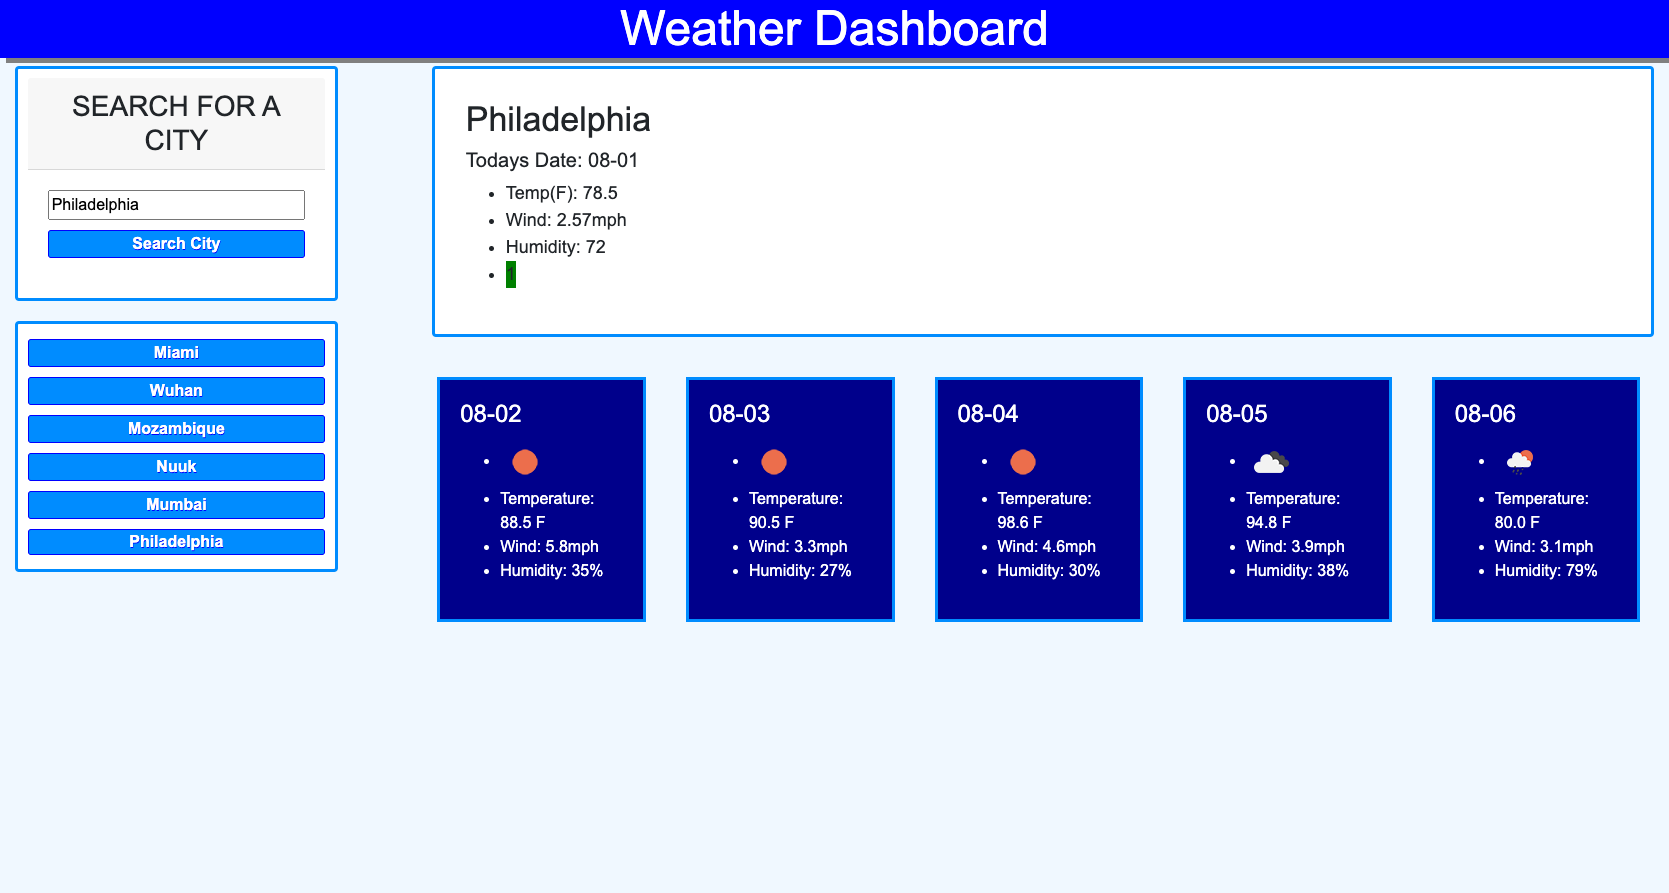 Weather Dashboard
SEARCH FOR A
CITY
Philadelphia
Search City
Miami
Wuhan
Mozambique
Nuuk
Mumbai
Philadelphia
Philadelphia
Todays Date: 08-01
Temp(F): 78.5
Wind: 2.57mph
Humidity: 72
1
08-02
Temperature:
88.5 F
Wind: 5.8mph
Humidity: 35%
08-03
Temperature:
90.5 F
Wind: 3.3mph
Humidity: 27%
08-04
Temperature:
98.6 F
Wind: 4.6mph
Humidity: 30%
08-05
Temperature:
94.8 F
Wind: 3.9mph
Humidity: 38%
08-06
Temperature:
80.0 F
Wind: 3.1mph
Humidity: 79%